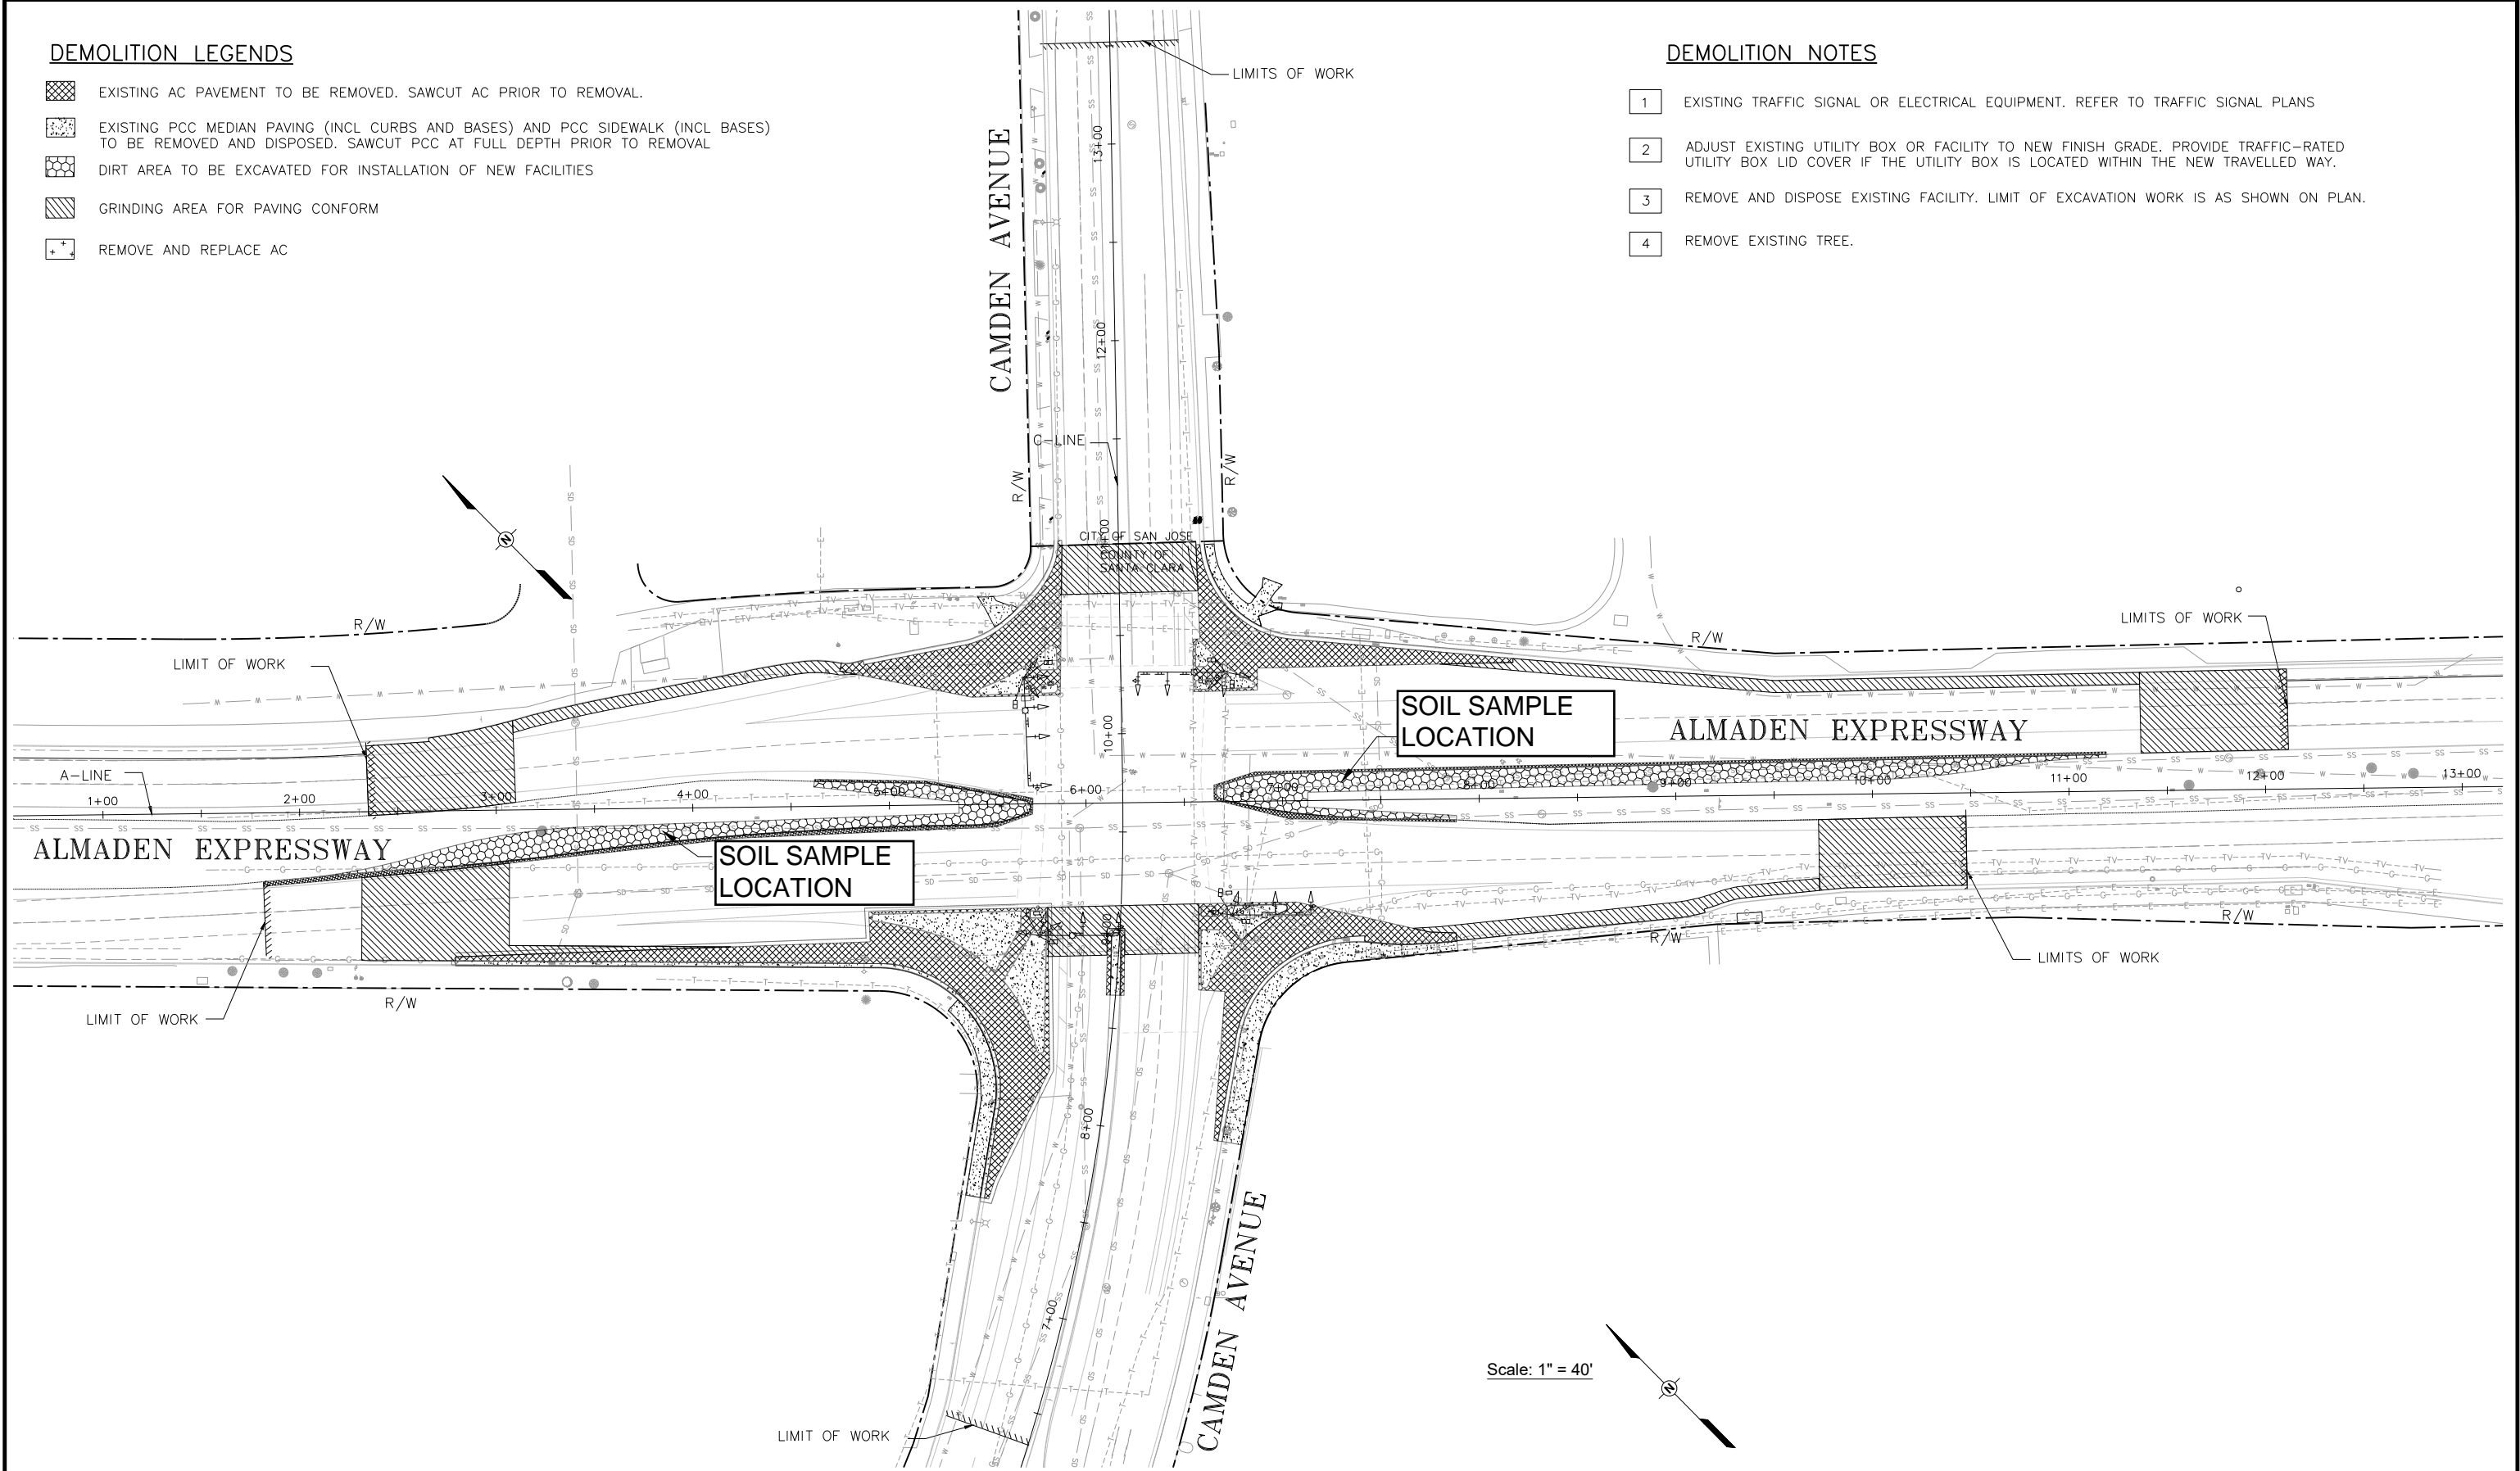 DEMOLITION LEGENDS
EXISTING AC PAVEMENT TO BE REMOVED. SAWCUT AC PRIOR TO REMOVAL.
EXISTING PCC MEDIAN PAVING (INCL CURBS AND BASES) AND PCC SIDEWALK (INCL BASES)
TO BE REMOVED AND DISPOSED. SAWCUT PCC AT FULL DEPTH PRIOR TO REMOVAL
DIRT AREA TO BE EXCAVATED FOR INSTALLATION OF NEW FACILITIES
GRINDING AREA FOR PAVING CONFORM
REMOVE AND REPLACE AC
DEMOLITION NOTES
1 EXISTING TRAFFIC SIGNAL OR ELECTRICAL EQUIPMENT. REFER TO TRAFFIC SIGNAL PLANS
2 ADJUST EXISTING UTILITY BOX OR FACILITY TO NEW FINISH GRADE. PROVIDE TRAFFIC-RATED
UTILITY BOX LID COVER IF THE UTILITY BOX IS LOCATED WITHIN THE NEW TRAVELLED WAY.
3 REMOVE AND DISPOSE EXISTING FACILITY. LIMIT OF EXCAVATION WORK IS AS SHOWN ON PLAN.
4 REMOVE EXISTING TREE.
LIMITS OF WORK
CAMDEN AVENUE
13+00
12+00
C-LINE
R/W
R/W
11+00
CITY OF SAN JOSE
COUNTY OF
SANTA CLARA
N
R/W
LIMIT OF WORK
R/W
LIMITS OF WORK
SOIL SAMPLE
LOCATION
ALMADEN EXPRESSWAY
10+00
A-LINE
1+00
2+00
3+00
4+00
5+00
6+00
7+00
8+00
9+00
10+00
11+00
12+00
13+00
ALMADEN EXPRESSWAY
SOIL SAMPLE
LOCATION
9+00
R/W
LIMIT OF WORK
R/W
R/W
LIMITS OF WORK
8+00
7+00
CAMDEN AVENUE
LIMIT OF WORK
Scale: 1" = 40'
N